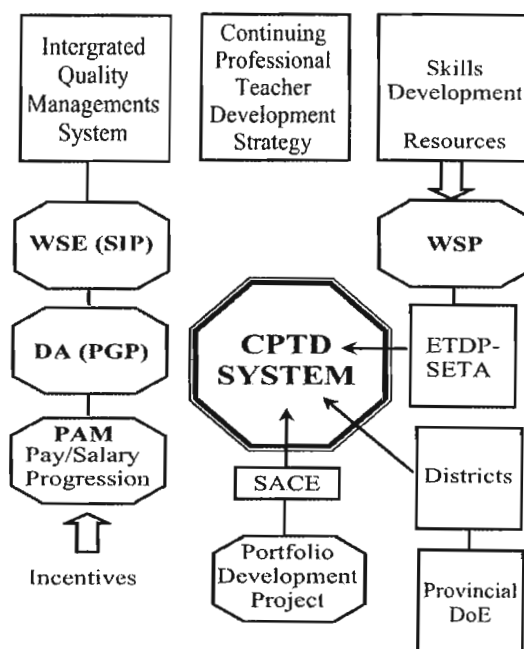 Intergrated
Quality
Managements
System
Continuing
Professional
Teacher
Development
Strategy
Skills
Development
Resources
WSE (SIP)
WSP
DA (PGP)
CPTD
SYSTEM
ETDP-
SETA
PAM
Pay/Salary
Progression
SACE
Districts
Incentives
Portfolio
Development
Project
Provincial
DoE